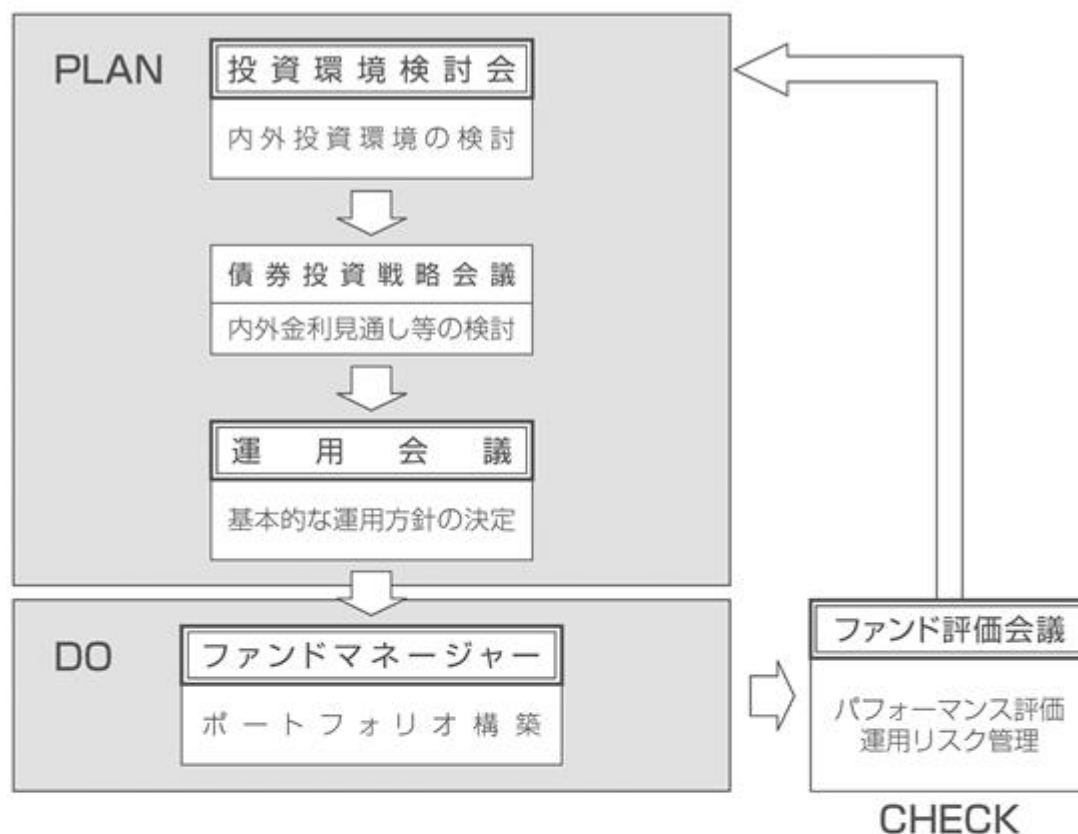 PLAN
投資環境検討会
内外投資環境の検討
債券投資戦略会議
内外金利見通し等の検討
運用会議
基本的な運用方針の決定
DO
ファンドマネージャー
ポートフォリオ構築
ファンド評価会議
パフォーマンス評価
運用リスク管理
CHECK